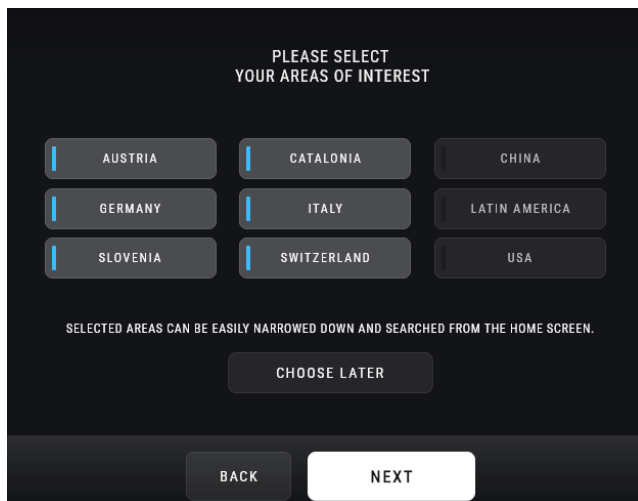 PLEASE SELECT
YOUR AREAS OF INTEREST
AUSTRIA
CATALONIA
CHINA
GERMANY
ITALY
LATIN AMERICA
SLOVENIA
SWITZERLAND
USA
SELECTED AREAS CAN BE EASILY NARROWED DOWN AND SEARCHED FROM THE HOME SCREEN.
CHOOSE LATER
BACK
NEXT